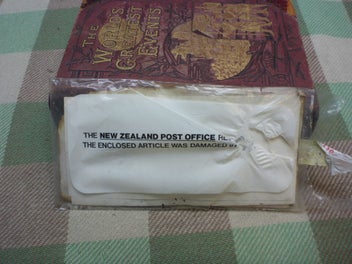 THE
WORLD'S
GREATEST
EVENTS
THE NEW ZEALAND POST OFFICE
THE ENCLOSED ARTICLE WAS DAMAGED